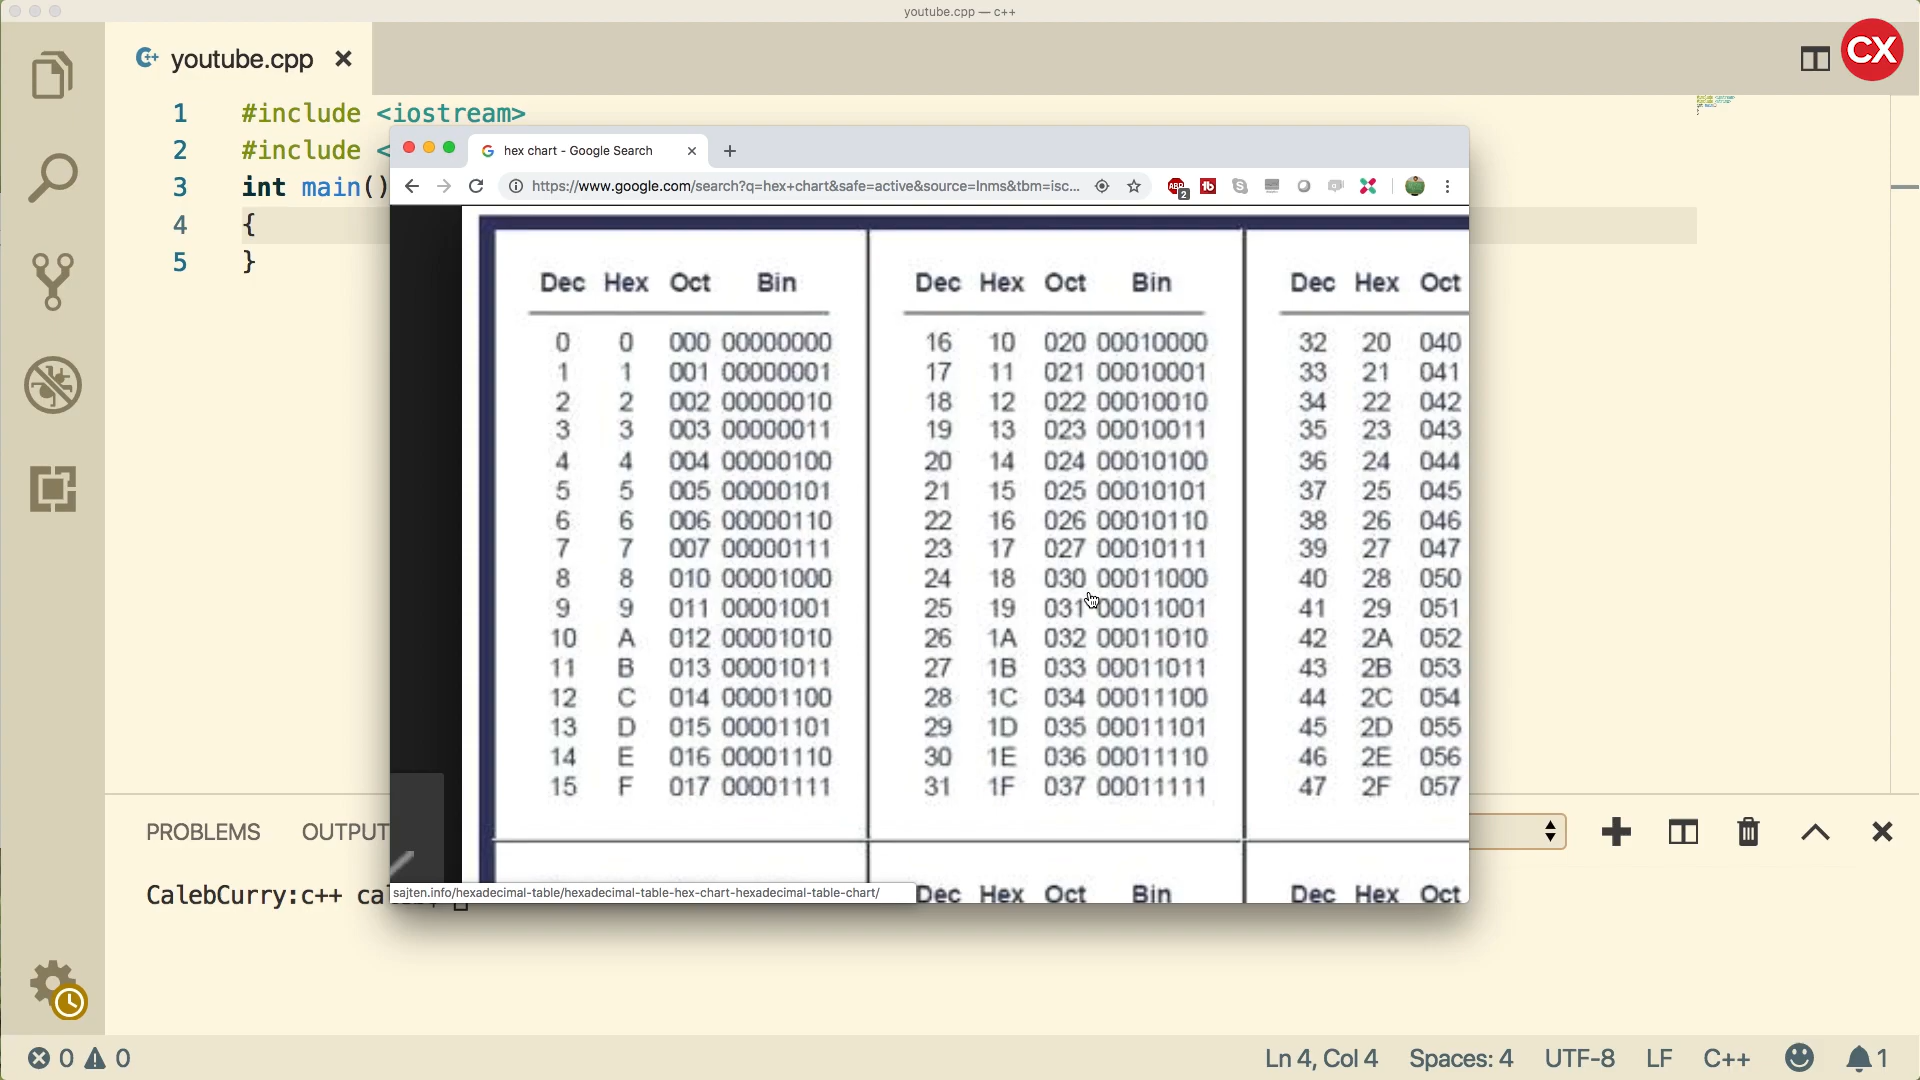 youtube.cpp — c++
youtube.cpp
CX
1 #include <iostream>
2 #include <
3 int main()
4 {
5 }
hex chart - Google Search
https://www.google.com/search?q=hex+chart&safe=active&source=lnms&tbm=isc...
ABP 2 tb
Dec Hex Oct Bin Dec Hex Oct Bin Dec Hex Oct
0 0 000 00000000 16 10 020 00010000 32 20 040
1 1 001 00000001 17 11 021 00010001 33 21 041
2 2 002 00000010 18 12 022 00010010 34 22 042
3 3 003 00000011 19 13 023 00010011 35 23 043
4 4 004 00000100 20 14 024 00010100 36 24 044
5 5 005 00000101 21 15 025 00010101 37 25 045
6 6 006 00000110 22 16 026 00010110 38 26 046
7 7 007 00000111 23 17 027 00010111 39 27 047
8 8 010 00001000 24 18 030 00011000 40 28 050
9 9 011 00001001 25 19 031 00011001 41 29 051
10 A 012 00001010 26 1A 032 00011010 42 2A 052
11 B 013 00001011 27 1B 033 00011011 43 2B 053
12 C 014 00001100 28 1C 034 00011100 44 2C 054
13 D 015 00001101 29 1D 035 00011101 45 2D 055
14 E 016 00001110 30 1E 036 00011110 46 2E 056
15 F 017 00001111 31 1F 037 00011111 47 2F 057
Dec Hex Oct Bin Dec Hex Oct
sajten.info/hexadecimal-table/hexadecimal-table-hex-chart-hexadecimal-table-chart/
PROBLEMS OUTPUT
CalebCurry:c++ ca
0 0 Ln 4, Col 4 Spaces: 4 UTF-8 LF C++ 1